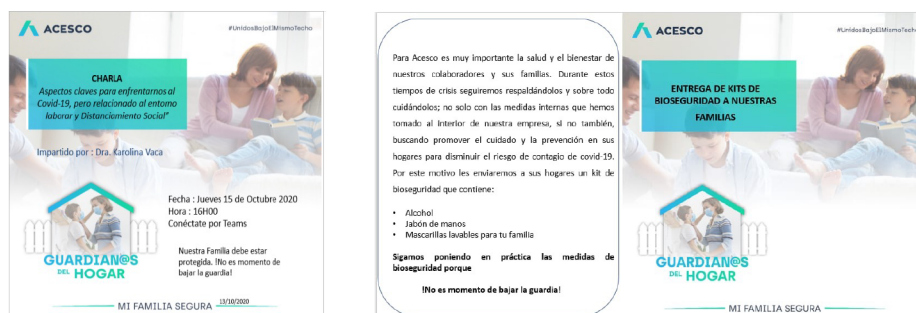 ACESCO
#UnidosBajoElMismoTecho
CHARLA
Aspectos claves para enfrentarnos al
Covid-19, pero relacionado al entorno
laborar y Distanciamiento Social"
Impartido por : Dra. Karolina Vaca
Fecha : Jueves 15 de Octubre 2020
Hora : 16H00
Conéctate por Teams
Nuestra Familia debe estar
protegida. !No es momento de
bajar la guardia!
GUARDIAN@S
DEL HOGAR
MI FAMILIA SEGURA
13/10/2020
Para Acesco es muy importante la salud y el bienestar de
nuestros colaboradores y sus familias. Durante estos
tiempos de crisis seguiremos respaldándolos y sobre todo
cuidándolos; no solo con las medidas internas que hemos
tomado al interior de nuestra empresa, si no también,
buscando promover el cuidado y la prevención en sus
hogares para disminuir el riesgo de contagio de covid-19.
Por este motivo les enviaremos a sus hogares un kit de
bioseguridad que contiene:
• Alcohol
• Jabón de manos
• Mascarillas lavables para tu familia
Sigamos poniendo en práctica las medidas de
bioseguridad porque
!No es momento de bajar la guardia!
ACESCO
#UnidosBajoElMismoTecho
ENTREGA DE KITS DE
BIOSEGURIDAD A NUESTRAS
FAMILIAS
GUARDIAN@S
DEL HOGAR
MI FAMILIA SEGURA